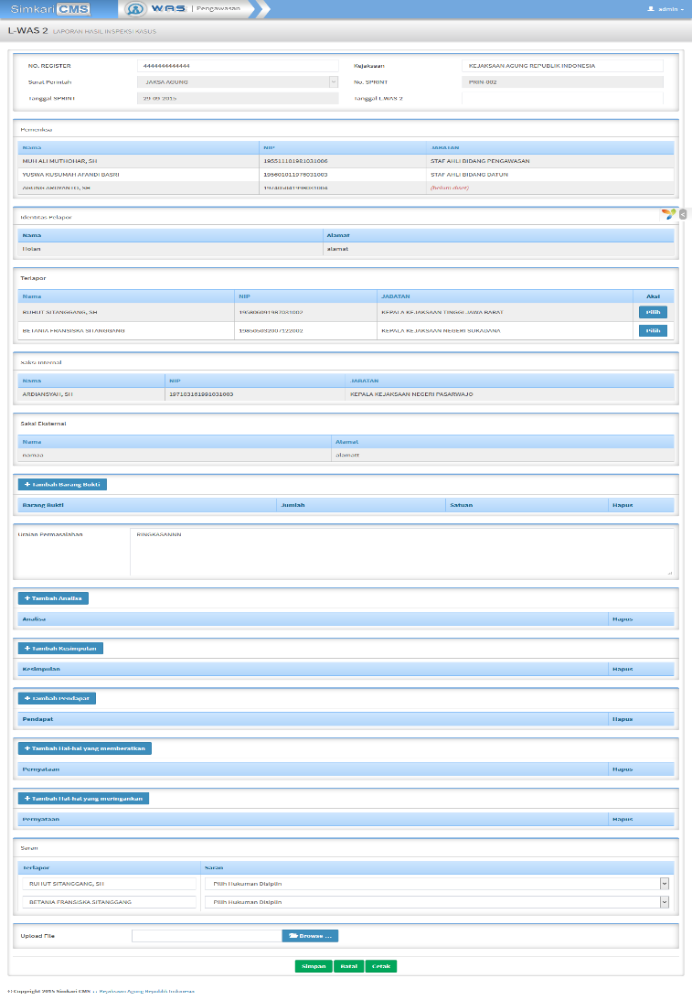 Simkari CMS WAS | Pengawasan admin
L-WAS 2 LAPORAN HASIL INSPEKSI KASUS
NO. REGISTER 4444444444444 Kejaksaan KEJAKSAAN AGUNG REPUBLIK INDONESIA
Surat Perintah JAKSA AGUNG No. SPRINT PRIN-002
Tanggal SPRINT 29-09-2015 Tanggal L-WAS-2
Pemeriksa
Nama NIP JABATAN
MUH ALI MUTHOHAR, SH 195511101981031006 STAF AHLI BIDANG PENGAWASAN
YUSWA KUSUMAH AFANDI BASRI 195601011976031003 STAF AHLI BIDANG DATUN
AGUNG ARDYANTO, SH 197405041998031004 (belum diset)
Identitas Pelapor
Nama Alamat
Holan alamat
Terlapor
Nama NIP JABATAN Aksi
RUHUT SITANGGANG, SH 195806091987031002 KEPALA KEJAKSAAN TINGGI JAWA BARAT Pilih
BETANIA FRANSISKA SITANGGANG 198505032007122002 KEPALA KEJAKSAAN NEGERI SUKADANA Pilih
Saksi Internal
Nama NIP JABATAN
ARDIANSYAH, SH 197103161991031003 KEPALA KEJAKSAAN NEGERI PASARWAJO
Saksi Eksternal
Nama Alamat
namaa alamatt
+ Tambah Barang Bukti
Barang Bukti Jumlah Satuan Hapus
Uraian Permasalahan RINGKASANNN
+ Tambah Analisa
Analisa Hapus
+ Tambah Kesimpulan
Kesimpulan Hapus
+ Tambah Pendapat
Pendapat Hapus
+ Tambah Hal-hal yang memberatkan
Pernyataan Hapus
+ Tambah Hal-hal yang meringankan
Pernyataan Hapus
Saran
Terlapor Saran
RUHUT SITANGGANG, SH Pilih Hukuman Disiplin
BETANIA FRANSISKA SITANGGANG Pilih Hukuman Disiplin
Upload File Browse ...
Simpan Batal Cetak
© Copyright 2015 Simkari CMS :: Kejaksaan Agung Republik Indonesia